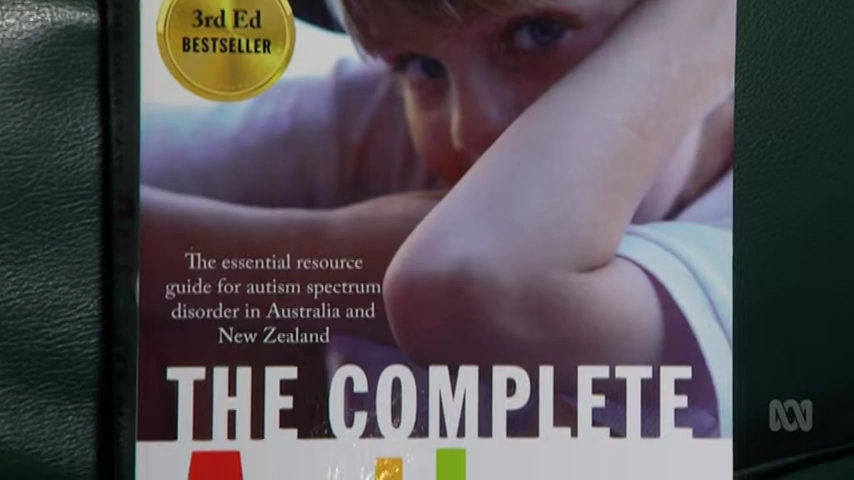 3rd Ed
BESTSELLER
The essential resource
guide for autism spectrum
disorder in Australia and
New Zealand
THE COMPLETE